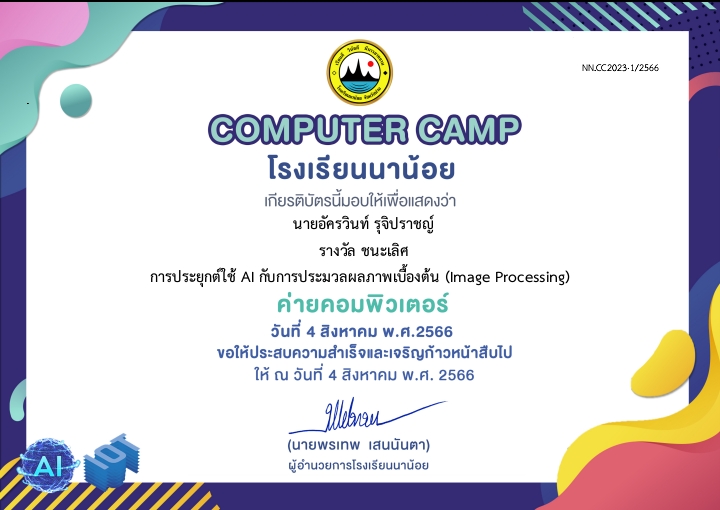 NN.CC2023-1/2566
COMPUTER CAMP
โรงเรียนนาน้อย
เกียรติบัตรนี้มอบให้เพื่อแสดงว่า
นายอัครวินท์ รุจิปราชญ์
รางวัล ชนะเลิศ
การประยุกต์ใช้ AI กับการประมวลผลภาพเบื้องต้น (Image Processing)
ค่ายคอมพิวเตอร์
วันที่ 4 สิงหาคม พ.ศ.2566
ขอให้ประสบความสำเร็จและเจริญก้าวหน้าสืบไป
ให้ ณ วันที่ 4 สิงหาคม พ.ศ. 2566
(นายพรเทพ เสนนันตา)
ผู้อำนวยการโรงเรียนนาน้อย
AI
IoT